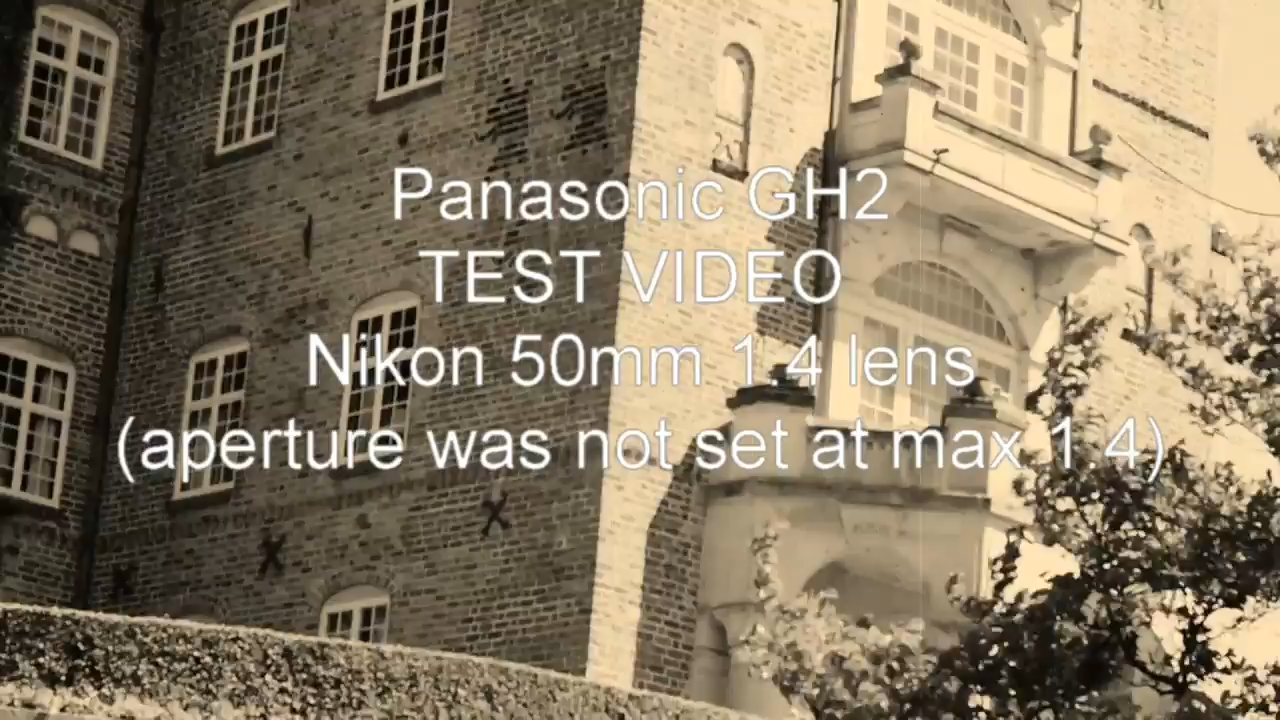 Panasonic GH2
TEST VIDEO
Nikon 50mm 1 4 lens
(aperture was not set at max 1 4)